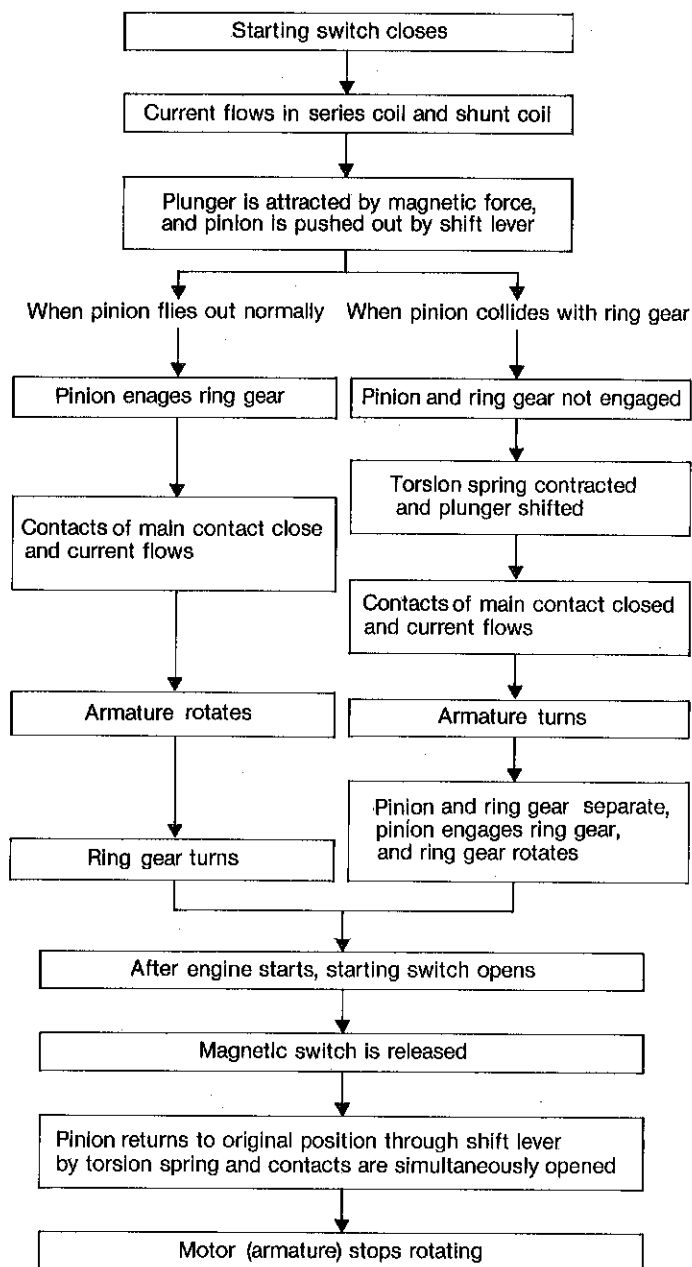 Starting switch closes
Current flows in series coil and shunt coil
Plunger is attracted by magnetic force,
and pinion is pushed out by shift lever
When pinion flies out normally
Pinion enages ring gear
Contacts of main contact close
and current flows
Armature rotates
Ring gear turns
When pinion collides with ring gear
Pinion and ring gear not engaged
Torsion spring contracted
and plunger shifted
Contacts of main contact closed
and current flows
Armature turns
Pinion and ring gear separate,
pinion engages ring gear,
and ring gear rotates
After engine starts, starting switch opens
Magnetic switch is released
Pinion returns to original position through shift lever
by torsion spring and contacts are simultaneously opened
Motor (armature) stops rotating